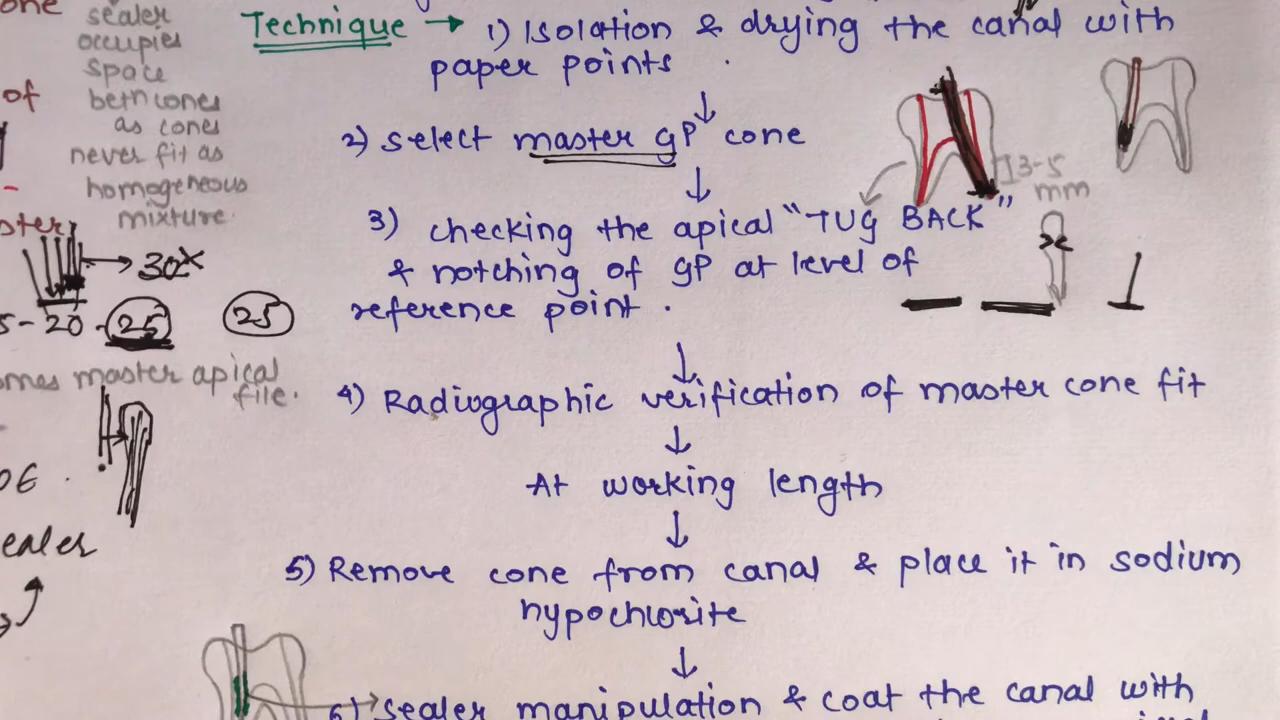 sealer
occupies
space
betn cones
as cones
never fit as
homogeneous
mixture.
of
30 X
- 20 - 25 25
master apical
file.
Technique → 1) Isolation & drying the canal with
paper points .
↓
2) select master GP cone
↓
3) checking the apical "TUG BACK"
& notching of GP at level of
reference point .
↓
4) Radiographic verification of master cone fit
↓
At working length
↓
5) Remove cone from canal & place it in sodium
hypochlorite
↓
6) sealer manipulation & coat the canal with
3-5
mm